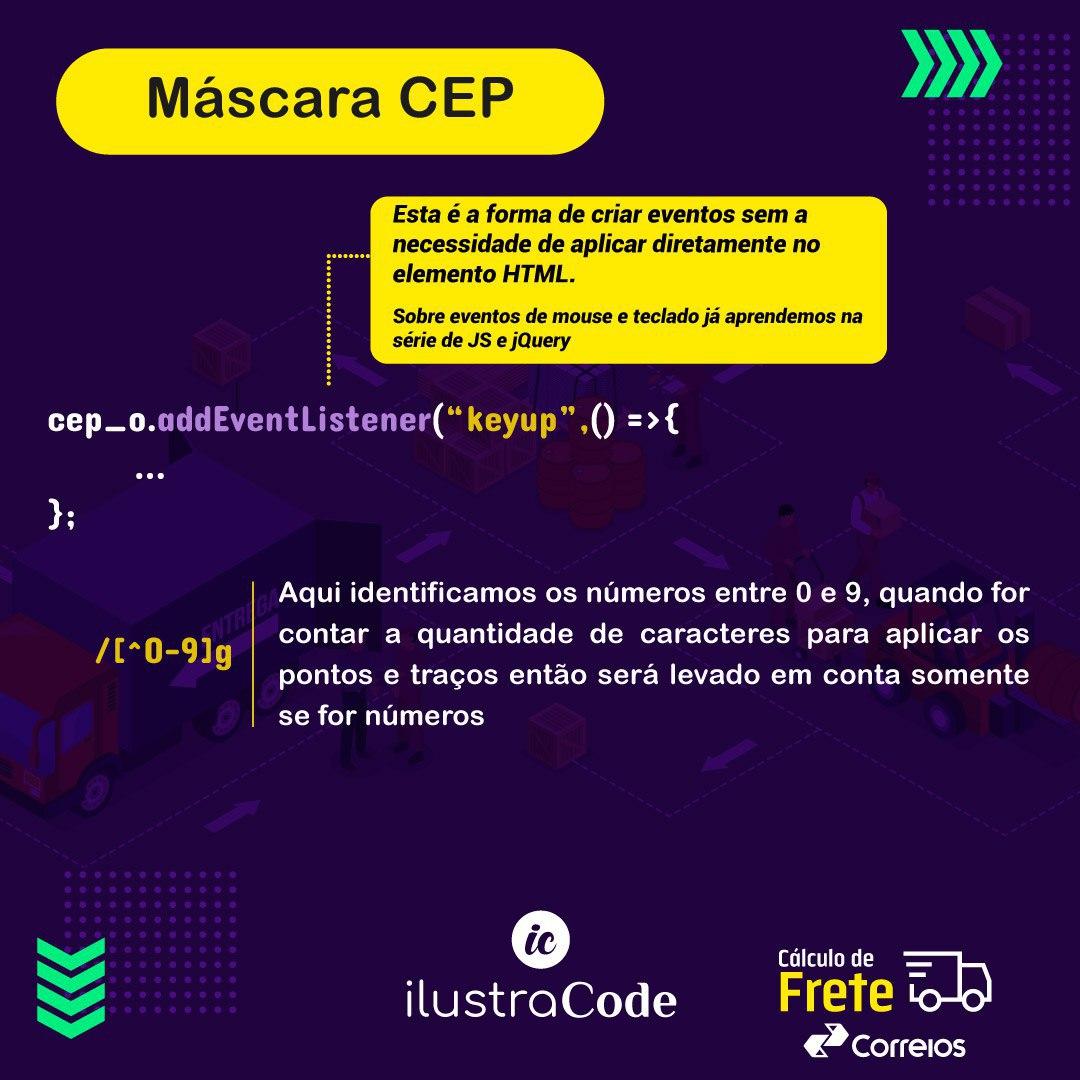 Máscara CEP
Esta é a forma de criar eventos sem a
necessidade de aplicar diretamente no
elemento HTML.
Sobre eventos de mouse e teclado já aprendemos na
série de JS e jQuery
cep_o.addEventListener(“keyup”,() =>{
...
};
/[^0-9]g
Aqui identificamos os números entre 0 e 9, quando for
contar a quantidade de caracteres para aplicar os
pontos e traços então será levado em conta somente
se for números
ENTREGA
ic
ilustraCode
Cálculo de
Frete
Correios